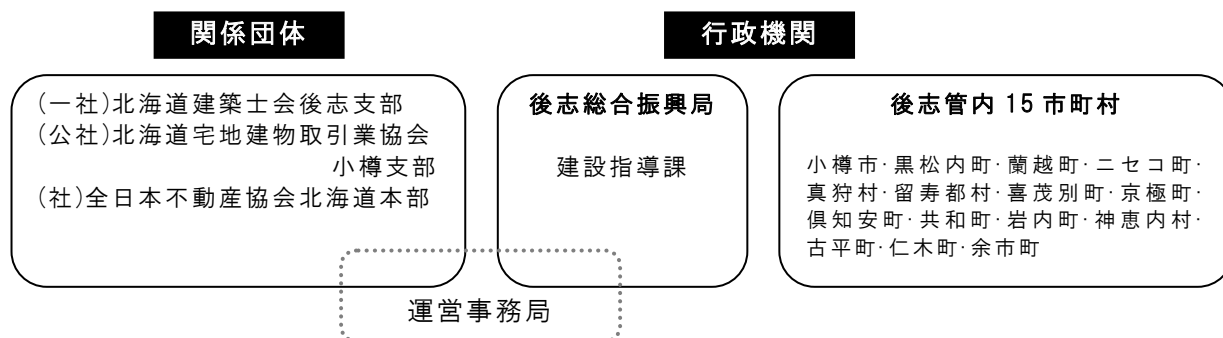 関係団体
行政機関
(一社)北海道建築士会後志支部
(公社)北海道宅地建物取引業協会
小樽支部
(社)全日本不動産協会北海道本部
後志総合振興局
建設指導課
後志管内 15 市町村
小樽市・黒松内町・蘭越町・ニセコ町・
真狩村・留寿都村・喜茂別町・京極町・
倶知安町・共和町・岩内町・神恵内村・
古平町・仁木町・余市町
運営事務局